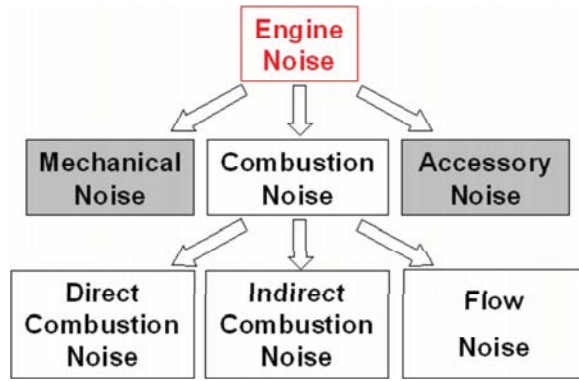 Engine
Noise
Mechanical
Noise
Combustion
Noise
Accessory
Noise
Direct
Combustion
Noise
Indirect
Combustion
Noise
Flow
Noise